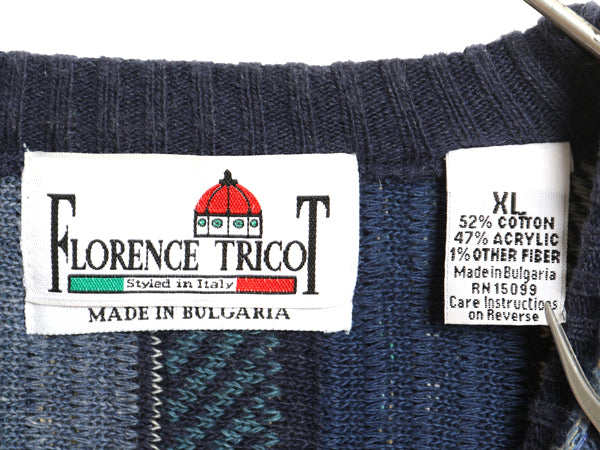 FLORENCE TRICOT
Styled in Italy
MADE IN BULGARIA
XL
52% COTTON
47% ACRYLIC
1% OTHER FIBER
Made in Bulgaria
RN 15099
Care Instructions
on Reverse